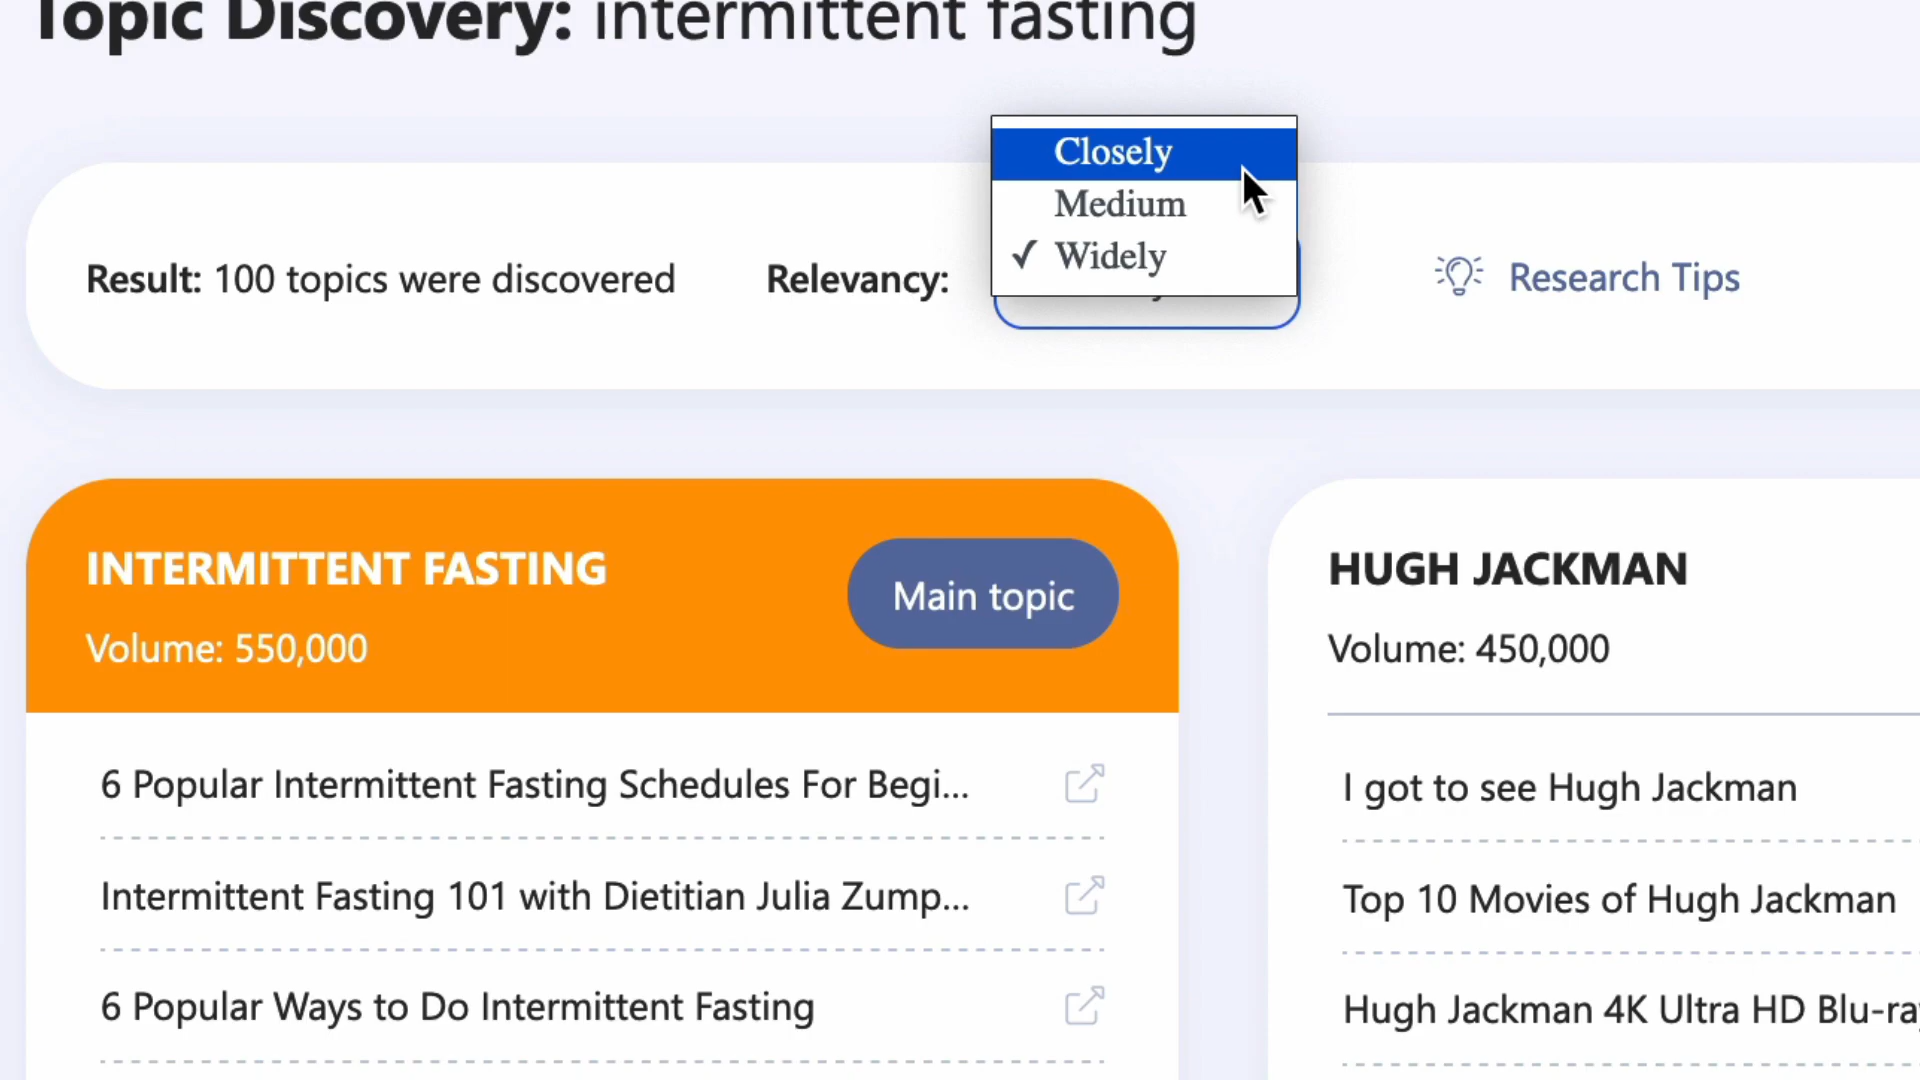 Topic Discovery: intermittent fasting
Closely
Medium
✓ Widely
Result: 100 topics were discovered
Relevancy:
Research Tips
INTERMITTENT FASTING
Volume: 550,000
Main topic
6 Popular Intermittent Fasting Schedules For Begi...
Intermittent Fasting 101 with Dietitian Julia Zump...
6 Popular Ways to Do Intermittent Fasting
HUGH JACKMAN
Volume: 450,000
I got to see Hugh Jackman
Top 10 Movies of Hugh Jackman
Hugh Jackman 4K Ultra HD